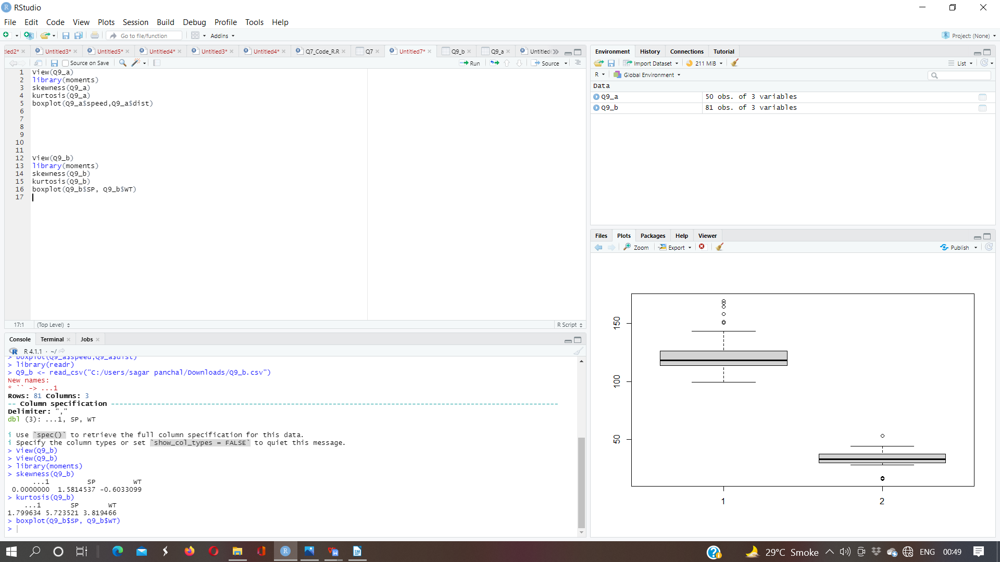 RStudio
File Edit Code View Plots Session Build Debug Profile Tools Help
Go to file/function Addins Project: (None)
tled2* Untitled3* Untitled5* Untitled4* Untitled3* Untitled4* Q7_Code_R.R Q7 Untitled7* Q9_b Q9_a Untitled
Source on Save Run Source
1 View(Q9_a)
2 library(moments)
3 skewness(Q9_a)
4 kurtosis(Q9_a)
5 boxplot(Q9_a$speed,Q9_a$dist)
6
7
8
9
10
11
12 View(Q9_b)
13 library(moments)
14 skewness(Q9_b)
15 kurtosis(Q9_b)
16 boxplot(Q9_b$SP, Q9_b$WT)
17
17:1 (Top Level) R Script
Console Terminal Jobs
R 4.1.1 · ~/
> boxplot(Q9_a$speed,Q9_a$dist)
> library(readr)
> Q9_b <- read_csv("C:/Users/sagar panchal/Downloads/Q9_b.csv")
New names:
* `` -> ...1
Rows: 81 Columns: 3
-- Column specification --------------------------------------------------------
Delimiter: ","
dbl (3): ...1, SP, WT
i Use `spec()` to retrieve the full column specification for this data.
i Specify the column types or set `show_col_types = FALSE` to quiet this message.
> View(Q9_b)
> View(Q9_b)
> library(moments)
> skewness(Q9_b)
...1 SP WT
0.0000000 1.5814537 -0.6033099
> kurtosis(Q9_b)
...1 SP WT
1.799634 5.723521 3.819466
> boxplot(Q9_b$SP, Q9_b$WT)
>
Environment History Connections Tutorial
Import Dataset 211 MiB List
R Global Environment
Data
Q9_a 50 obs. of 3 variables
Q9_b 81 obs. of 3 variables
Files Plots Packages Help Viewer
Zoom Export Publish
150
100
50
1 2
29°C Smoke ENG 00:49